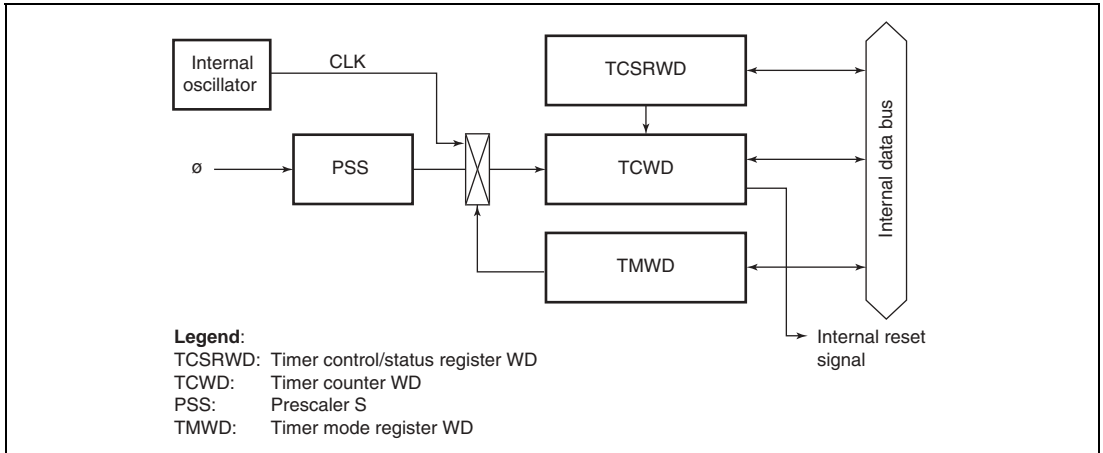 Internal
oscillator
CLK
TCSRWD
ø
PSS
TCWD
TMWD
Internal data bus
Internal reset
signal
Legend:
TCSRWD: Timer control/status register WD
TCWD: Timer counter WD
PSS: Prescaler S
TMWD: Timer mode register WD